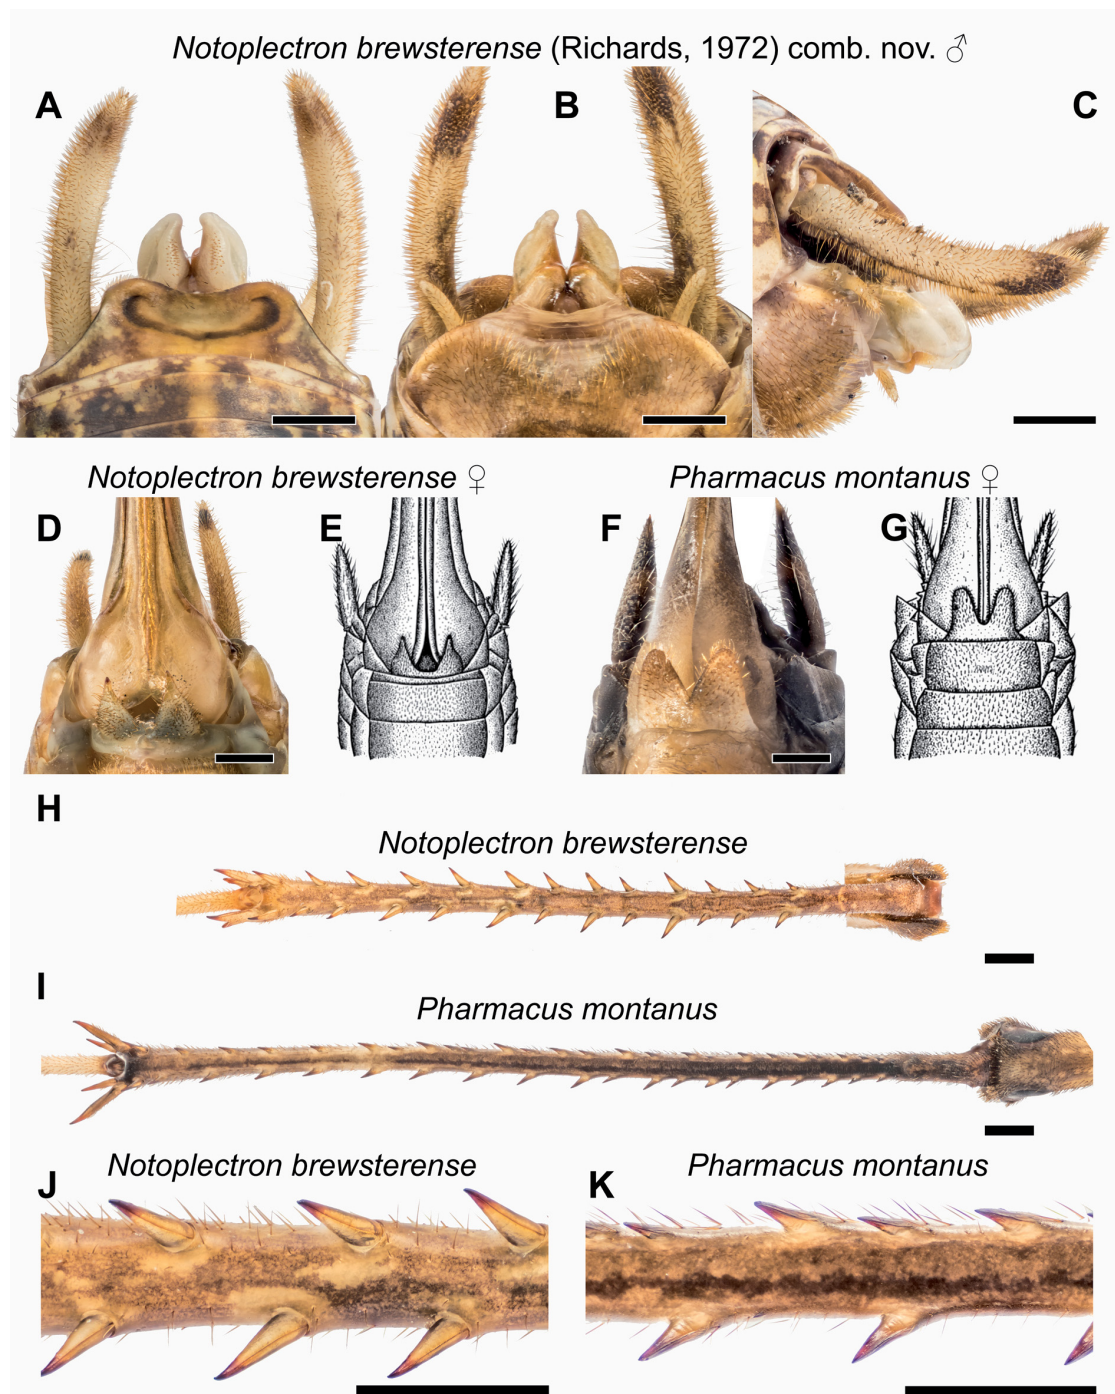 Notoplectron brewsterense (Richards, 1972) comb. nov. ♂
A
B
C
Notoplectron brewsterense ♀
Pharmacus montanus ♀
D
E
F
G
H
Notoplectron brewsterense
I
Pharmacus montanus
Notoplectron brewsterense
Pharmacus montanus
J
K